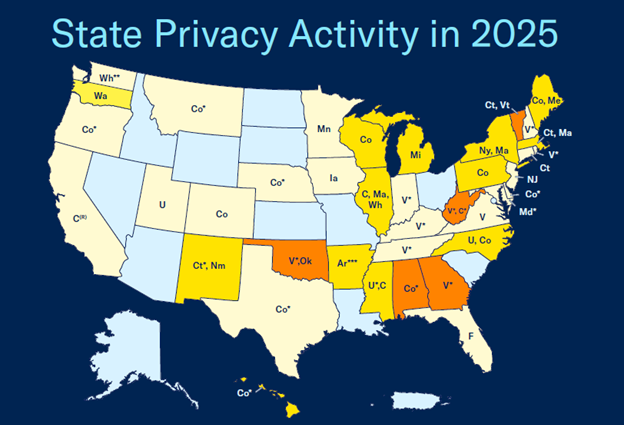 State Privacy Activity in 2025
Wh**
Wa
Co*
Co*
C(R)
U
Co
Ct*, Nm
Co*
Co*
V*,Ok
Mn
Ia
Co
C, Ma,
Wh
Mi
Ar***
U*,C
Co*
V*
V*
V*
V*
V*, C*
V
U, Co
F
Co
Ny, Ma
Ct, Vt
V*
Co, Me
Ct, Ma
V*
Ct
NJ
Co*
Md*
Co*